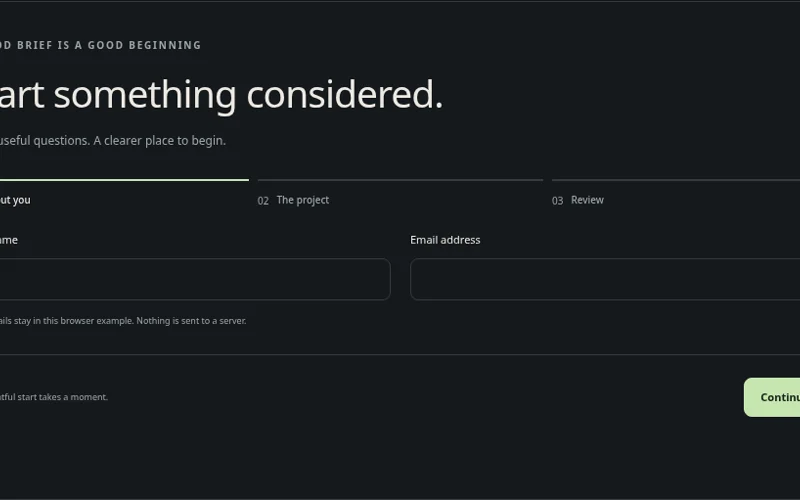 OD BRIEF IS A GOOD BEGINNING
art something considered.
useful questions. A clearer place to begin.
out you
02 The project
03 Review
ame
Email address
ails stay in this browser example. Nothing is sent to a server.
tful start takes a moment.
Continu